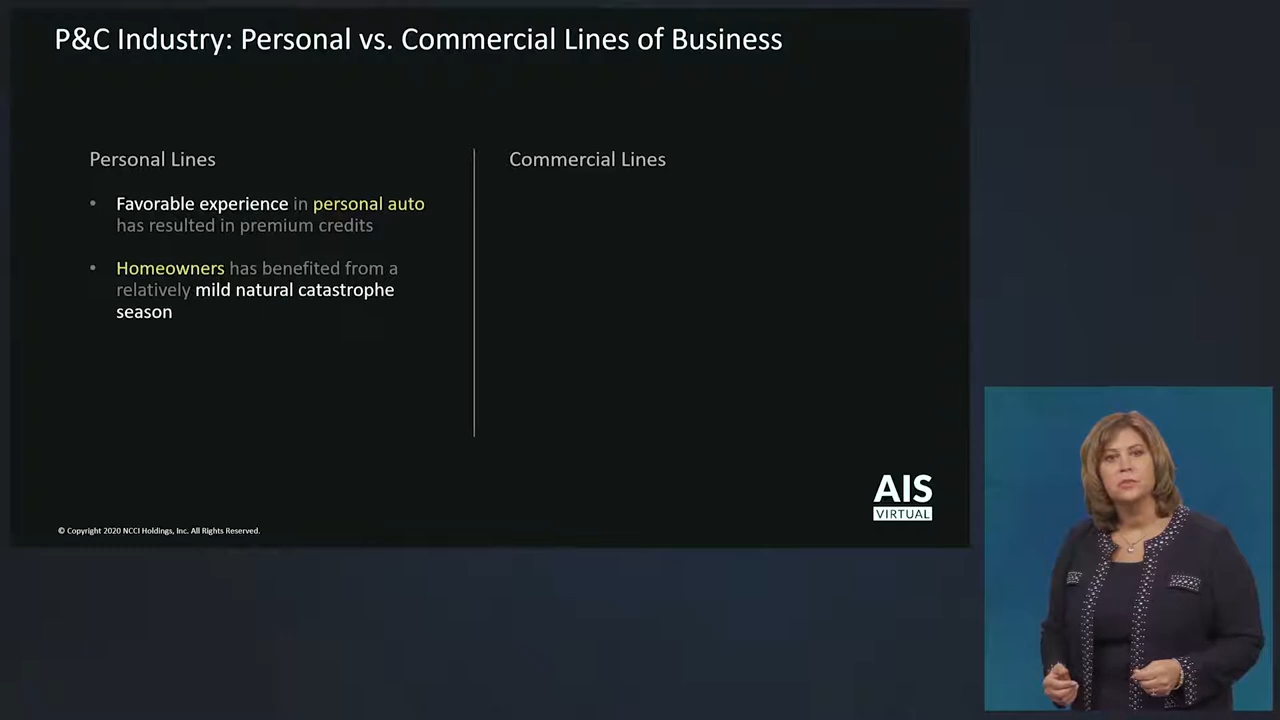 P&C Industry: Personal vs. Commercial Lines of Business
Personal Lines
• Favorable experience in personal auto
has resulted in premium credits
• Homeowners has benefited from a
relatively mild natural catastrophe
season
Commercial Lines
AIS
VIRTUAL
© Copyright 2020 NCCI Holdings, Inc. All Rights Reserved.